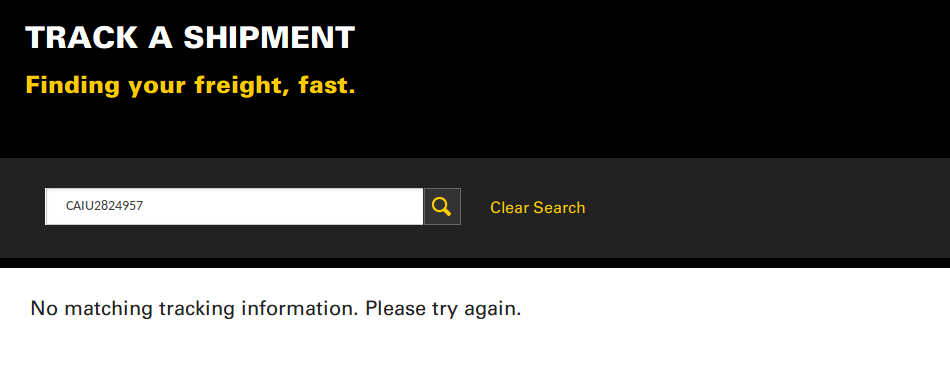 TRACK A SHIPMENT
Finding your freight, fast.
CAIU2824957
Clear Search
No matching tracking information. Please try again.